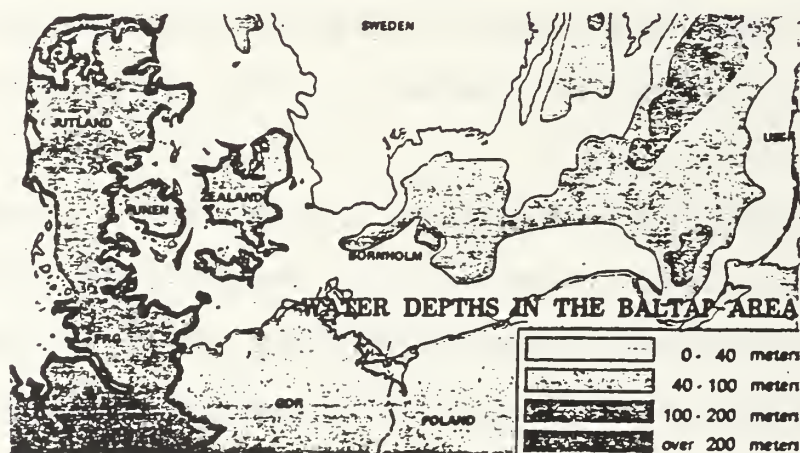 SWEDEN
JUTLAND
USSR
FUNEN
ZEALAND
BORNHOLM
WATER DEPTHS IN THE BALTAP AREA
FRG
0 - 40 meters
40 - 100 meters
GDR
100 - 200 meters
POLAND
over 200 meters